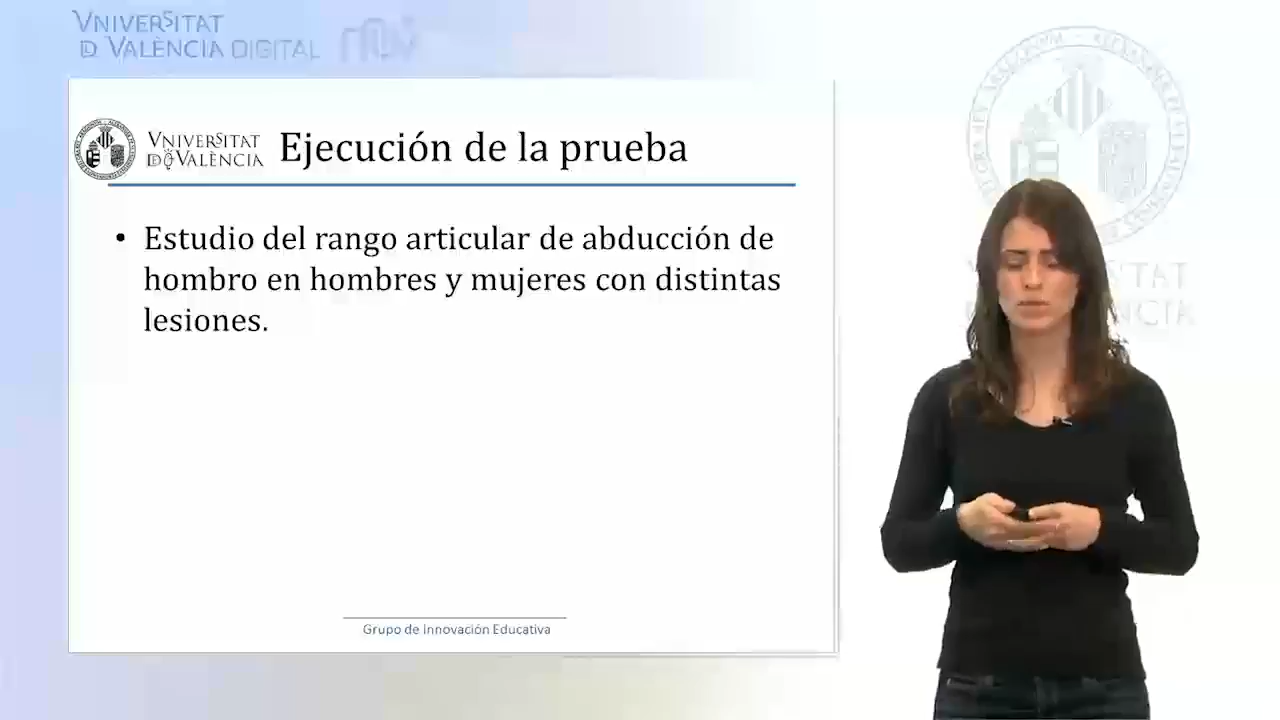 VNIVERSITAT
D VALÈNCIA DIGITAL
VNIVERSITAT
D VALÈNCIA
Ejecución de la prueba
• Estudio del rango articular de abducción de
hombro en hombres y mujeres con distintas
lesiones.
Grupo de Innovación Educativa